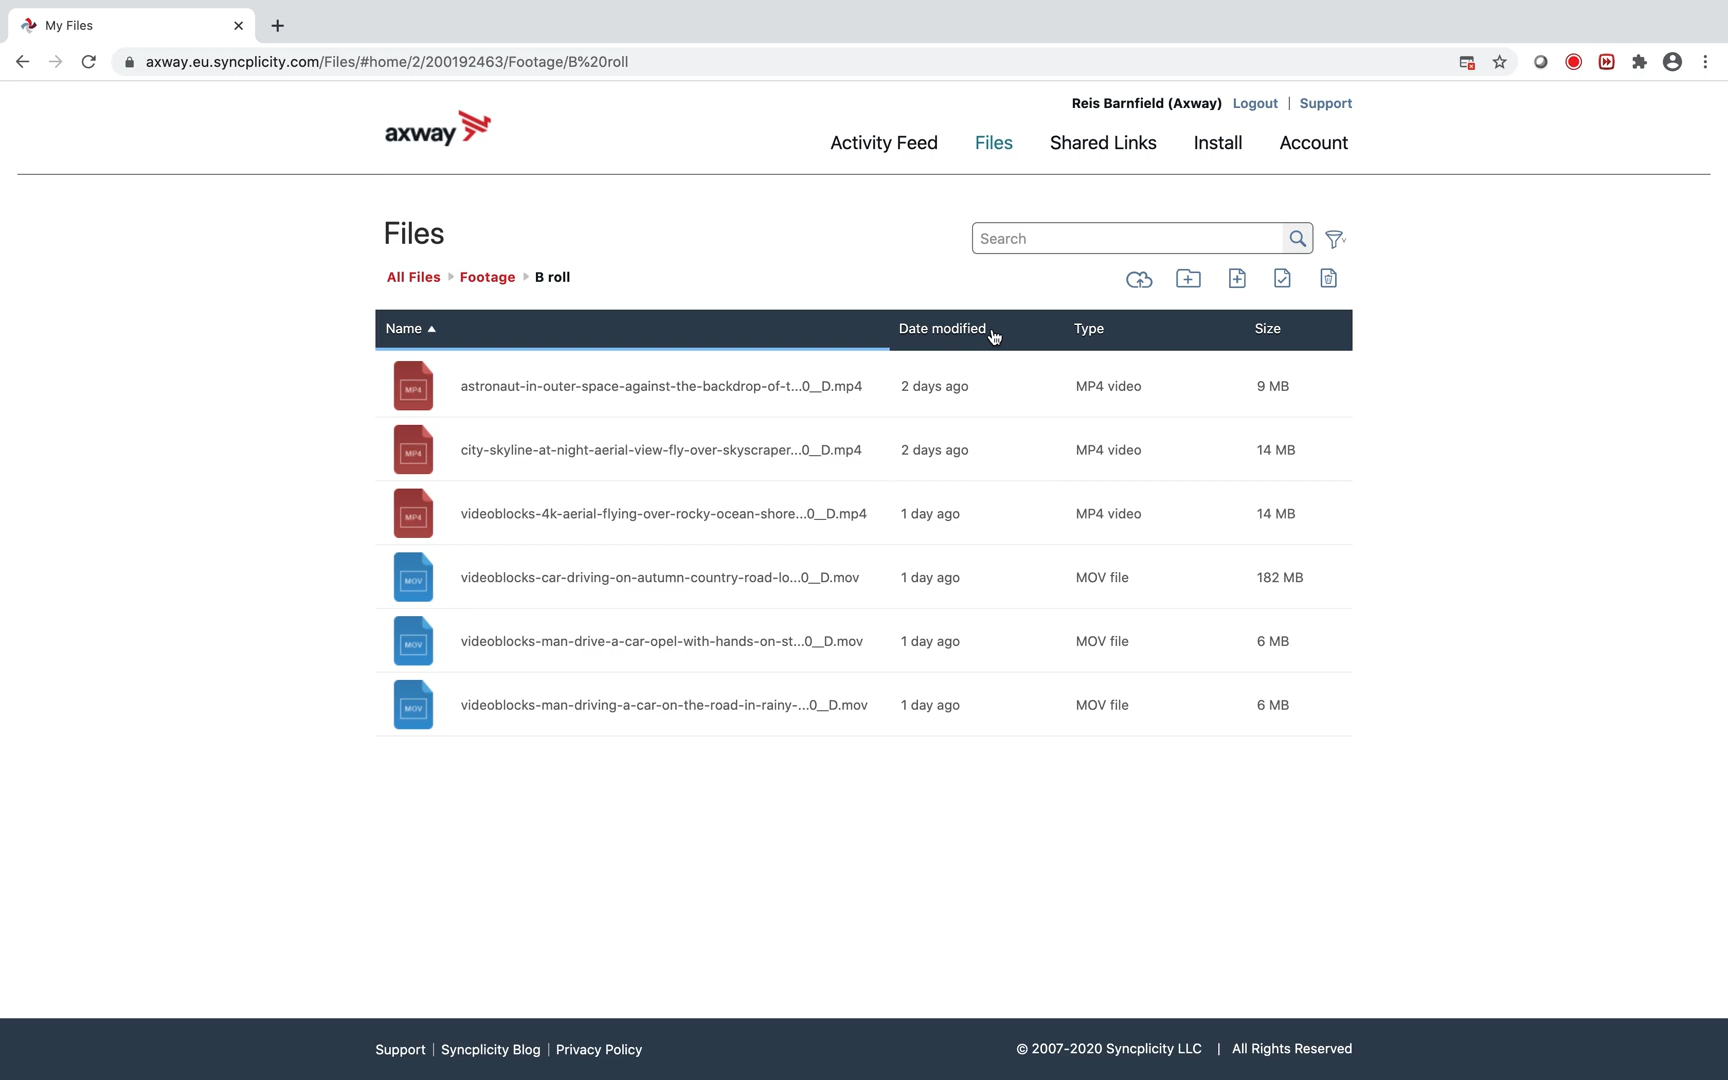 My Files
axway.eu.syncplicity.com/Files/#home/2/200192463/Footage/B%20roll
Reis Barnfield (Axway) Logout | Support
axway
Activity Feed Files Shared Links Install Account
Files
Search
All Files Footage B roll
Name Date modified Type Size
MP4 astronaut-in-outer-space-against-the-backdrop-of-t...0__D.mp4 2 days ago MP4 video 9 MB
MP4 city-skyline-at-night-aerial-view-fly-over-skyscraper...0__D.mp4 2 days ago MP4 video 14 MB
MP4 videoblocks-4k-aerial-flying-over-rocky-ocean-shore...0__D.mp4 1 day ago MP4 video 14 MB
MOV videoblocks-car-driving-on-autumn-country-road-lo...0__D.mov 1 day ago MOV file 182 MB
MOV videoblocks-man-drive-a-car-opel-with-hands-on-st...0__D.mov 1 day ago MOV file 6 MB
MOV videoblocks-man-driving-a-car-on-the-road-in-rainy-...0__D.mov 1 day ago MOV file 6 MB
Support | Syncplicity Blog | Privacy Policy © 2007-2020 Syncplicity LLC | All Rights Reserved